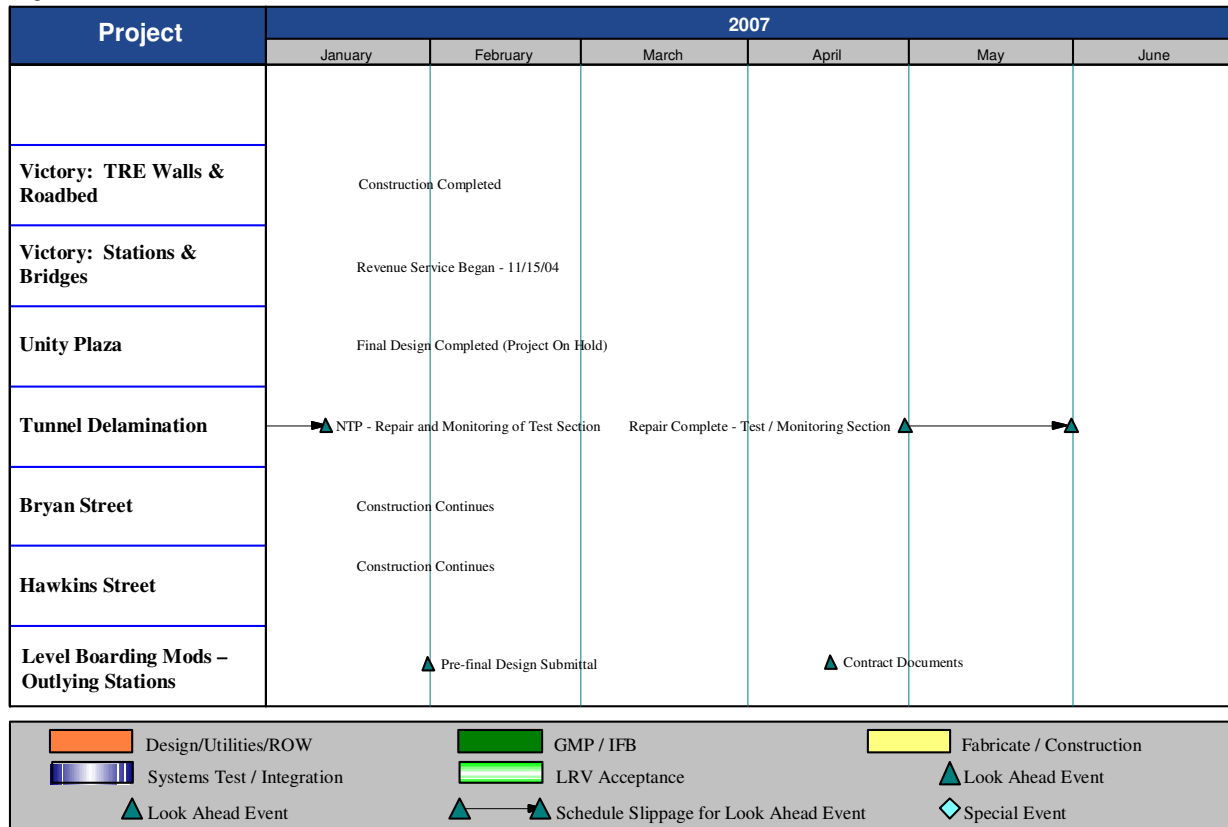 Project
2007
January February March April May June
Victory: TRE Walls &
Roadbed
Construction Completed
Victory: Stations &
Bridges
Revenue Service Began - 11/15/04
Unity Plaza
Final Design Completed (Project On Hold)
Tunnel Delamination
NTP - Repair and Monitoring of Test Section Repair Complete - Test / Monitoring Section
Bryan Street
Construction Continues
Hawkins Street
Construction Continues
Level Boarding Mods –
Outlying Stations
Pre-final Design Submittal Contract Documents
Design/Utilities/ROW GMP / IFB Fabricate / Construction
Systems Test / Integration LRV Acceptance Look Ahead Event
Look Ahead Event Schedule Slippage for Look Ahead Event Special Event